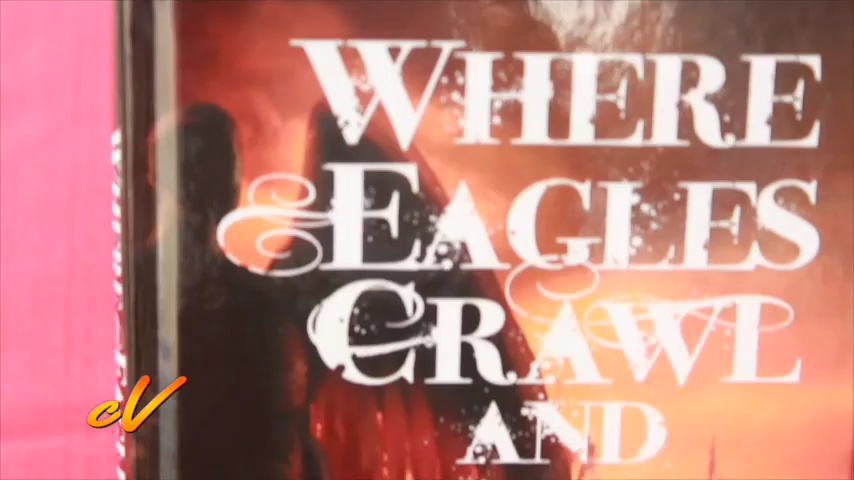 WHERE
EAGLES
CRAWL
AND
cV